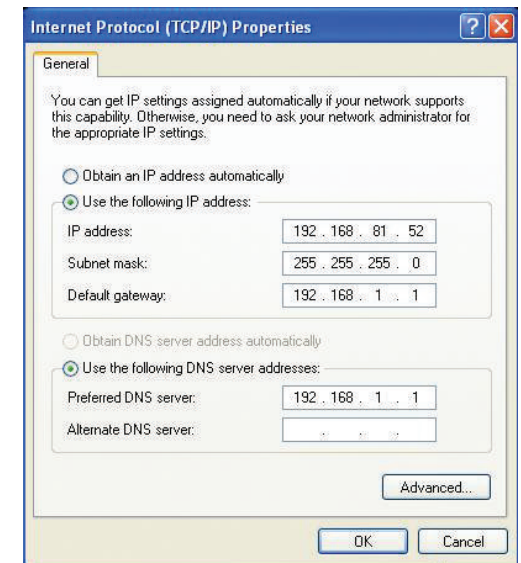 Internet Protocol (TCP/IP) Properties
General
You can get IP settings assigned automatically if your network supports
this capability. Otherwise, you need to ask your network administrator for
the appropriate IP settings.
Obtain an IP address automatically
Use the following IP address:
IP address: 192 . 168 . 81 . 52
Subnet mask: 255 . 255 . 255 . 0
Default gateway: 192 . 168 . 1 . 1
Obtain DNS server address automatically
Use the following DNS server addresses:
Preferred DNS server: 192 . 168 . 1 . 1
Alternate DNS server: . . .
Advanced...
OK Cancel